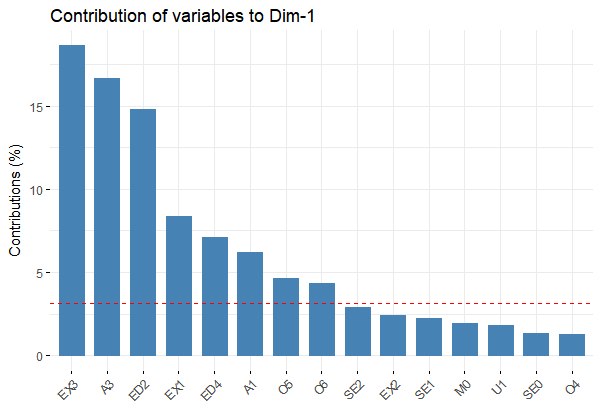 Contribution of variables to Dim-1
Contributions (%)
15
10
5
0
EX3 A3 ED2 EX1 ED4 A1 O5 O6 SE2 EX2 SE1 M0 U1 SE0 O4